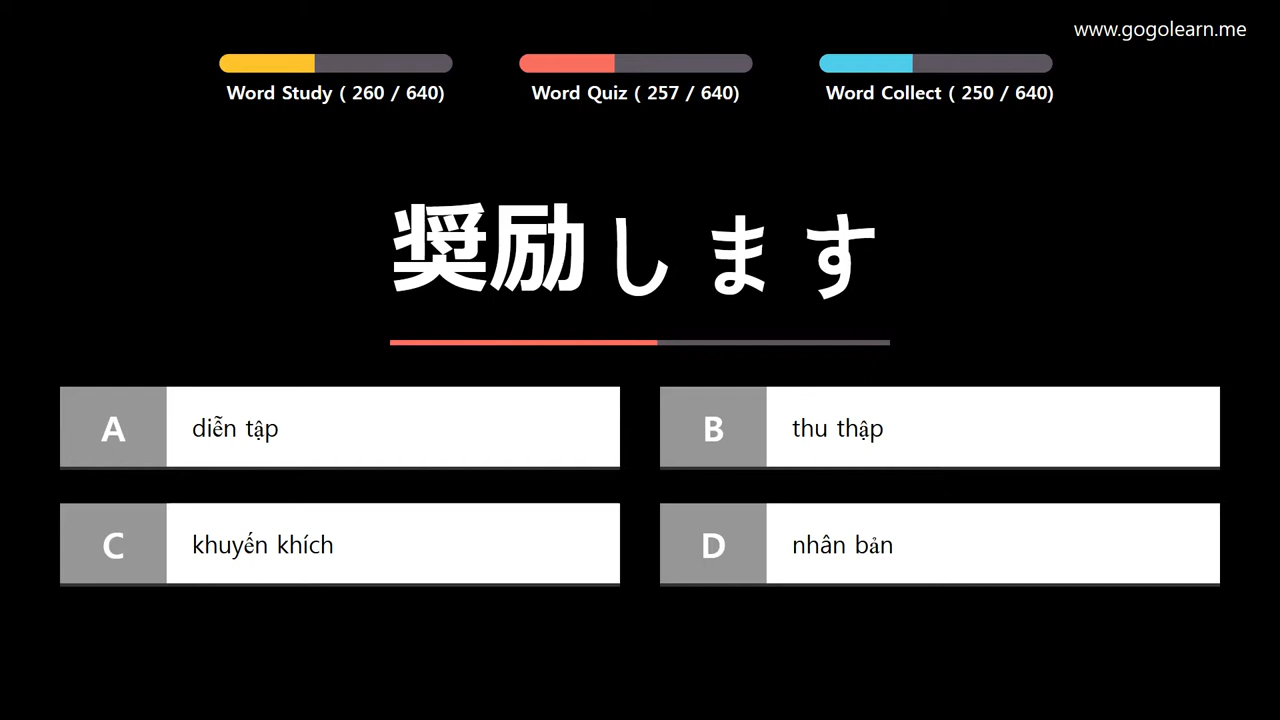 www.gogolearn.me
Word Study ( 260 / 640)
Word Quiz ( 257 / 640)
Word Collect ( 250 / 640)
奨励します
A
diễn tập
B
thu thập
C
khuyến khích
D
nhân bản